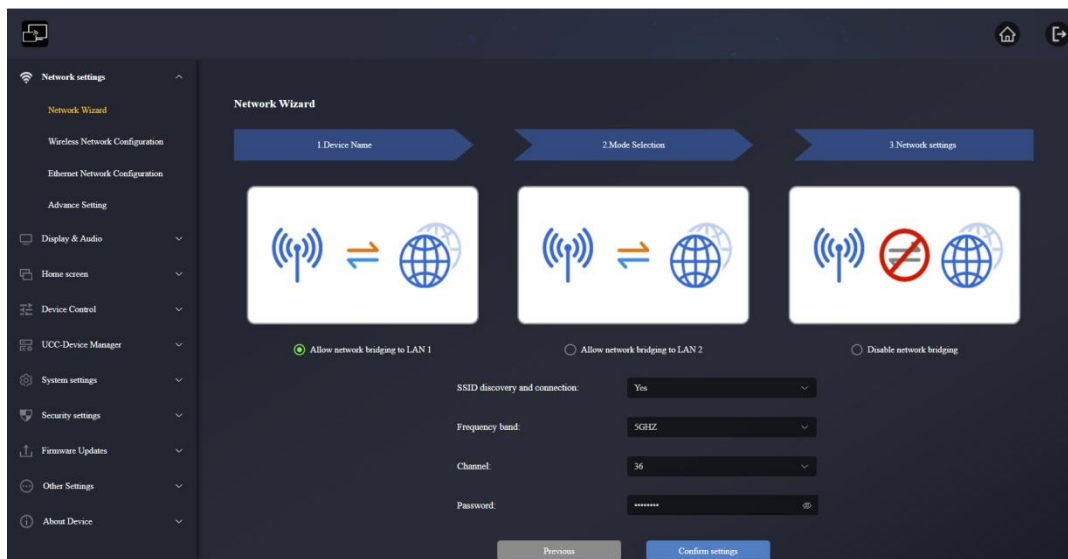 Network settings
Network Wizard
Wireless Network Configuration
Ethernet Network Configuration
Advance Setting
Display & Audio
Home screen
Device Control
UCC-Device Manager
System settings
Security settings
Firmware Updates
Other Settings
About Device
Network Wizard
1.Device Name
2.Mode Selection
3.Network settings
Allow network bridging to LAN 1
Allow network bridging to LAN 2
Disable network bridging
SSID discovery and connection:
Yes
Frequency band:
5GHZ
Channel:
36
Password:
••••••••
Previous
Confirm settings